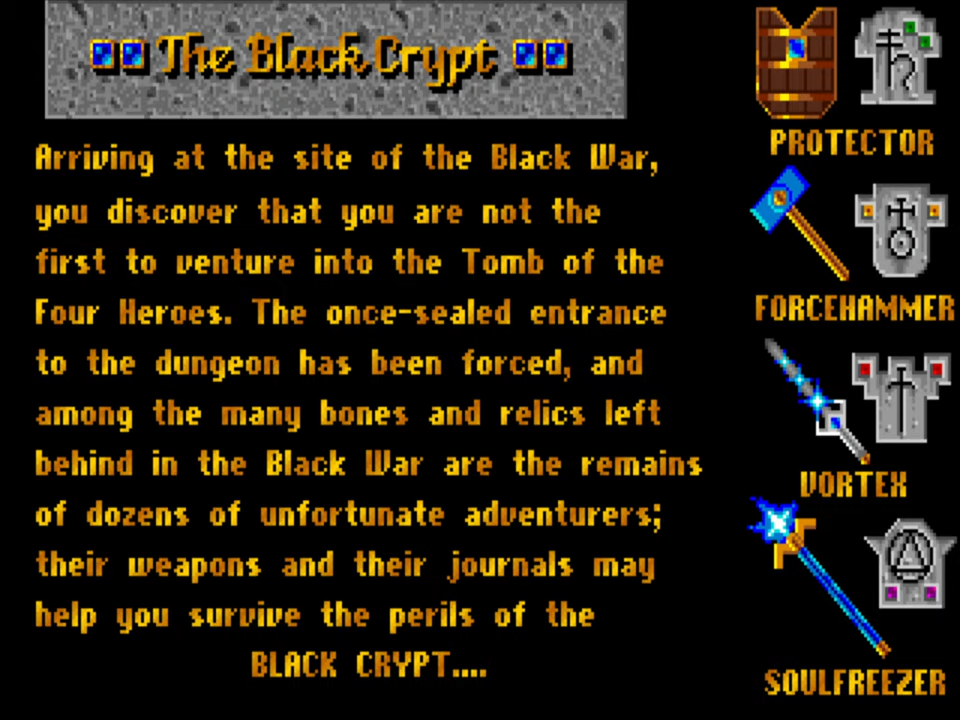 The Black Crypt
Arriving at the site of the Black War,
you discover that you are not the
first to venture into the Tomb of the
Four Heroes. The once-sealed entrance
to the dungeon has been forced, and
among the many bones and relics left
behind in the Black War are the remains
of dozens of unfortunate adventurers;
their weapons and their journals may
help you survive the perils of the
BLACK CRYPT....
PROTECTOR
FORCEHAMMER
VORTEX
SOULFREEZER